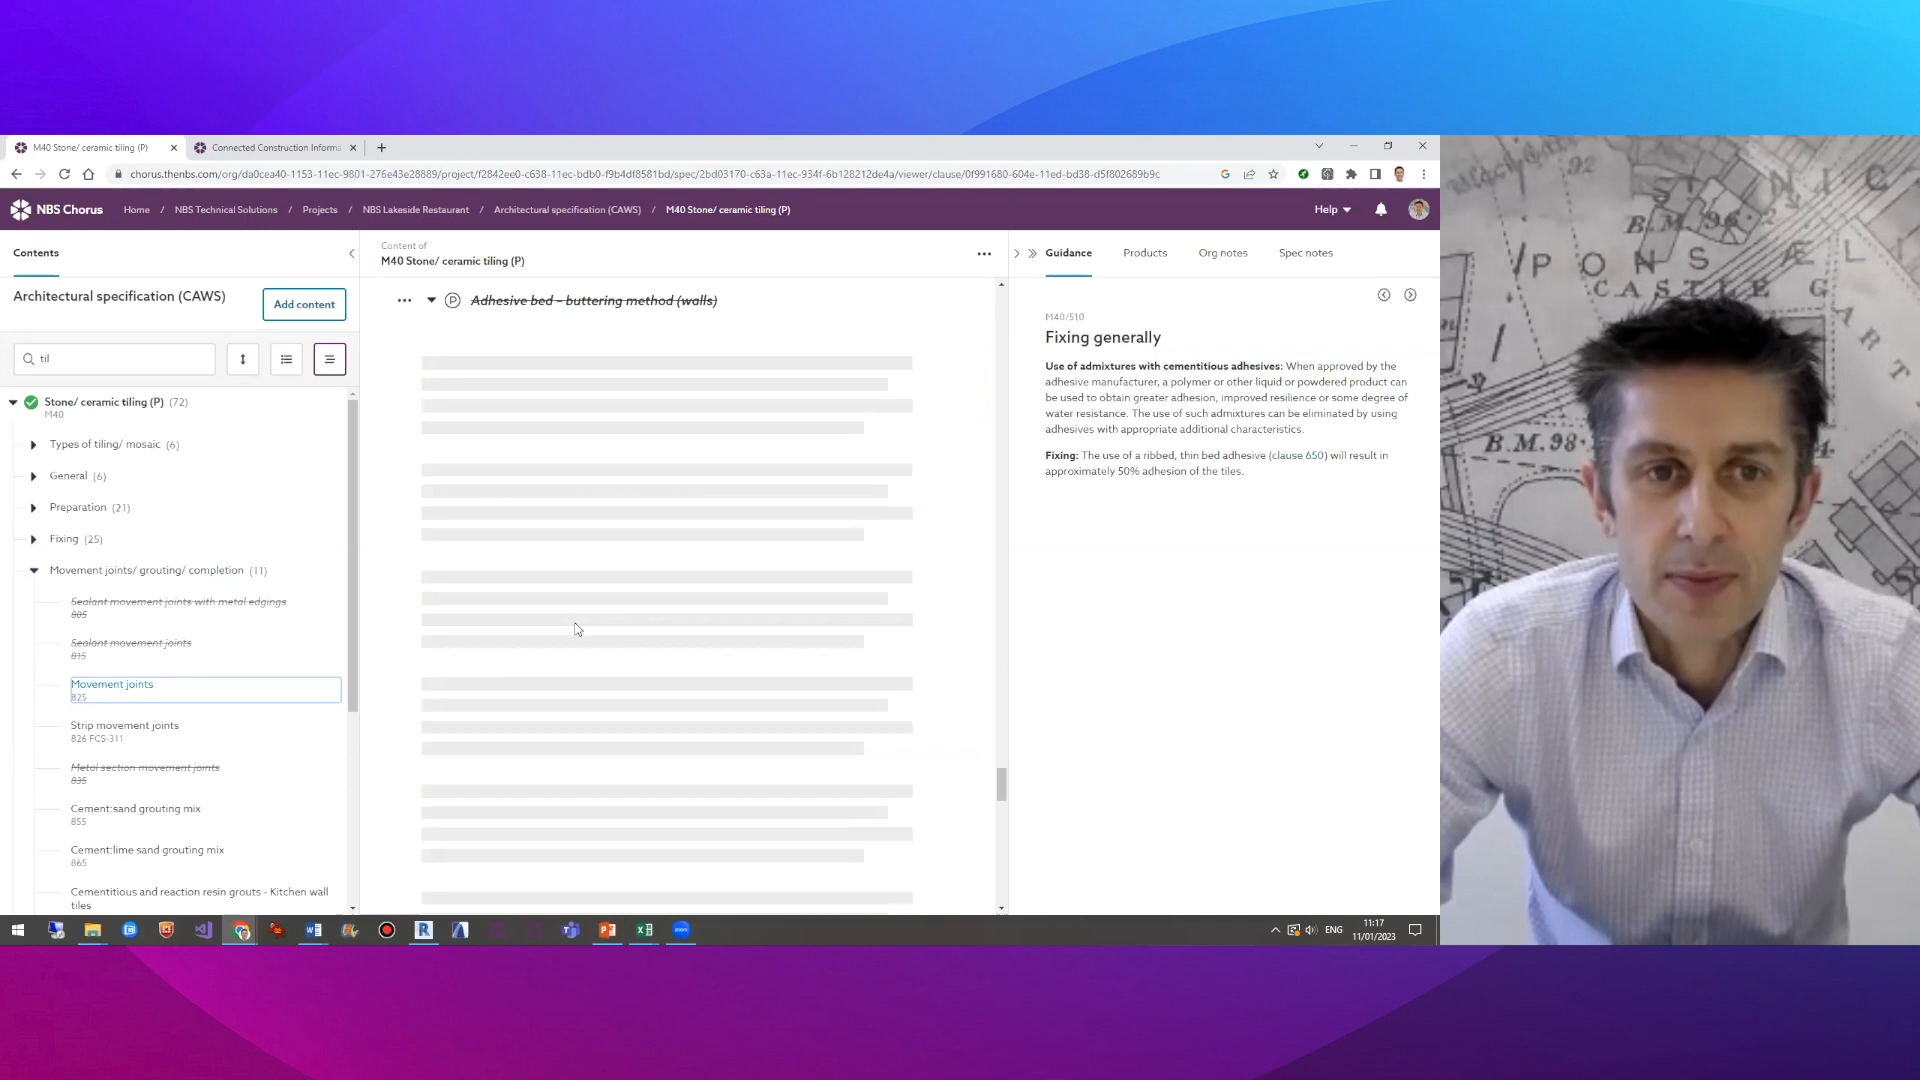 M40 Stone/ ceramic tiling (P)
Connected Construction Informa
chorus.thenbs.com/org/da0cea40-1153-11ec-9801-276e43e28889/project/f2842ee0-c638-11ec-bdb0-f9b4df8581bd/spec/2bd03170-c63a-11ec-934f-6b128212de4a/viewer/clause/0f991680-604e-11ed-bd38-d5f802689b9c
NBS Chorus Home / NBS Technical Solutions / Projects / NBS Lakeside Restaurant / Architectural specification (CAWS) / M40 Stone/ ceramic tiling (P) Help
Contents
Architectural specification (CAWS)
Add content
til
Stone/ ceramic tiling (P) (72)
M40
Types of tiling/ mosaic (6)
General (6)
Preparation (21)
Fixing (25)
Movement joints/ grouting/ completion (11)
Sealant movement joints with metal edgings
805
Sealant movement joints
815
Movement joints
825
Strip movement joints
826 FCS-311
Metal section movement joints
835
Cement:sand grouting mix
855
Cement:lime sand grouting mix
865
Cementitious and reaction resin grouts - Kitchen wall
tiles
Content of
M40 Stone/ ceramic tiling (P)
P Adhesive bed - buttering method (walls)
Guidance Products Org notes Spec notes
M40/510
Fixing generally
Use of admixtures with cementitious adhesives: When approved by the
adhesive manufacturer, a polymer or other liquid or powdered product can
be used to obtain greater adhesion, improved resilience or some degree of
water resistance. The use of such admixtures can be eliminated by using
adhesives with appropriate additional characteristics.
Fixing: The use of a ribbed, thin bed adhesive (clause 650) will result in
approximately 50% adhesion of the tiles.
ENG
11:17
11/01/2023
B.M. 96
PONS ÆLI
CASTLE G
B.M.98